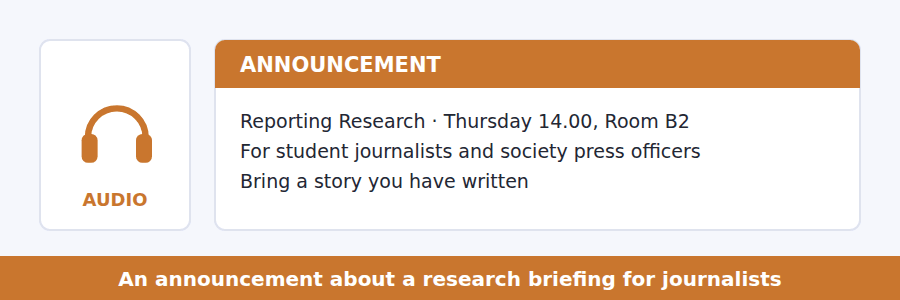 AUDIO
ANNOUNCEMENT
Reporting Research · Thursday 14.00, Room B2
For student journalists and society press officers
Bring a story you have written
An announcement about a research briefing for journalists